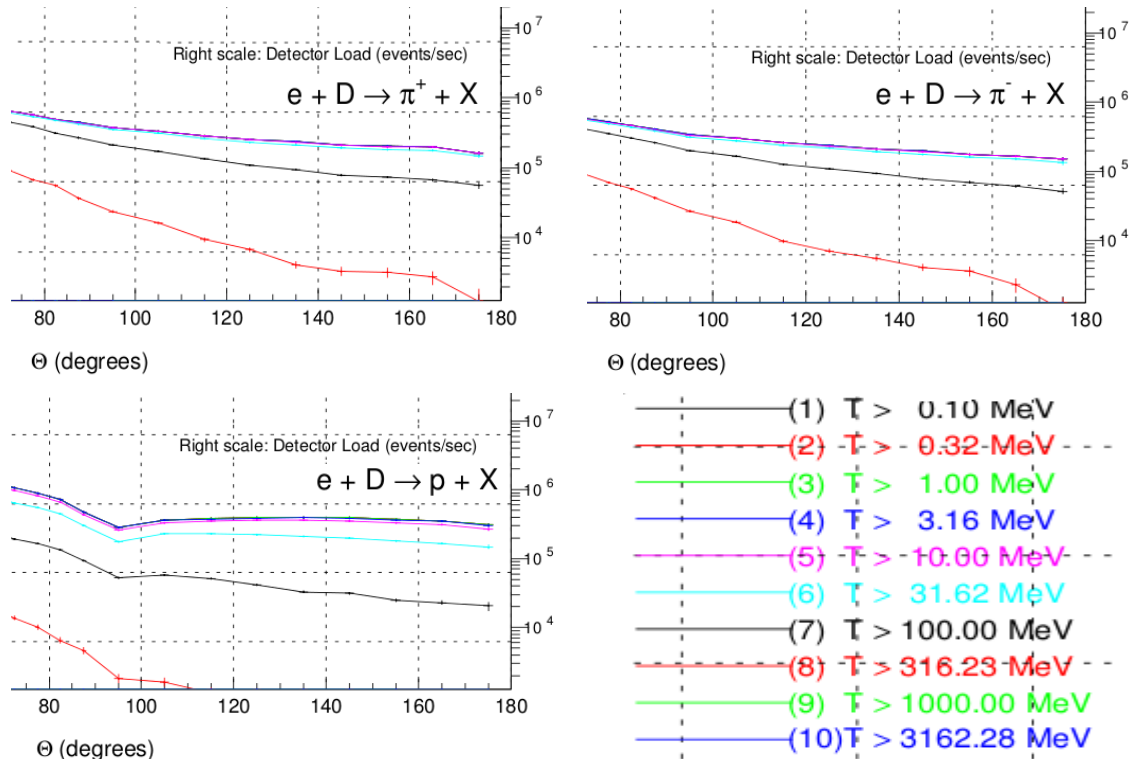 10^7
Right scale: Detector Load (events/sec)
e + D → π^+ + X
10^6
10^5
10^4
80 100 120 140 160 180
Θ (degrees)
10^7
Right scale: Detector Load (events/sec)
e + D → π^- + X
10^6
10^5
10^4
80 100 120 140 160 180
Θ (degrees)
10^7
Right scale: Detector Load (events/sec)
e + D → p + X
10^6
10^5
10^4
80 100 120 140 160 180
Θ (degrees)
(1) T > 0.10 MeV
(2) T > 0.32 MeV
(3) T > 1.00 MeV
(4) T > 3.16 MeV
(5) T > 10.00 MeV
(6) T > 31.62 MeV
(7) T > 100.00 MeV
(8) T > 316.23 MeV
(9) T > 1000.00 MeV
(10) T > 3162.28 MeV